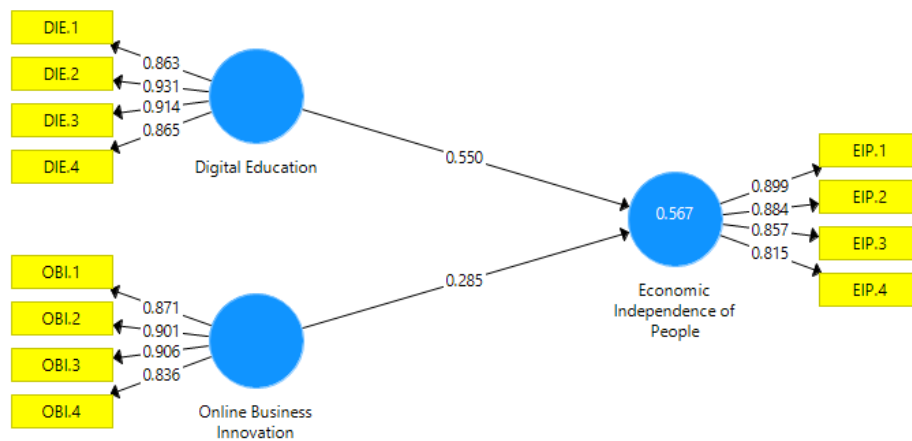 DIE.1
DIE.2
DIE.3
DIE.4
0.863
0.931
0.914
0.865
Digital Education
0.550
OBI.1
OBI.2
OBI.3
OBI.4
0.871
0.901
0.906
0.836
Online Business
Innovation
0.285
0.567
Economic
Independence of
People
0.899
0.884
0.857
0.815
EIP.1
EIP.2
EIP.3
EIP.4